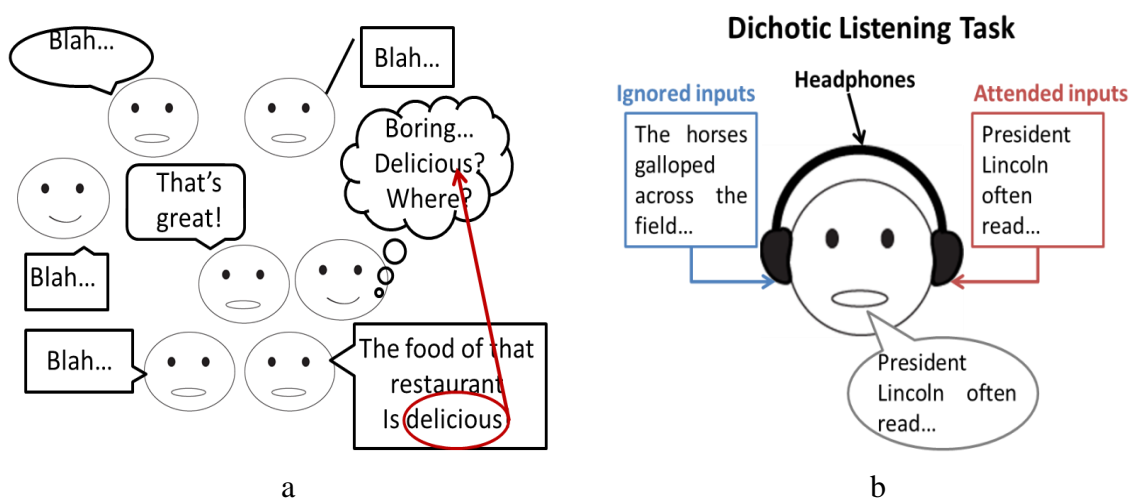 Blah...
Blah...
Boring...
Delicious?
Where?
That's
great!
Blah...
Blah...
The food of that
restaurant
Is delicious
a
Dichotic Listening Task
Headphones
Ignored inputs
The horses
galloped
across the
field...
Attended inputs
President
Lincoln
often
read...
President
Lincoln often
read...
b